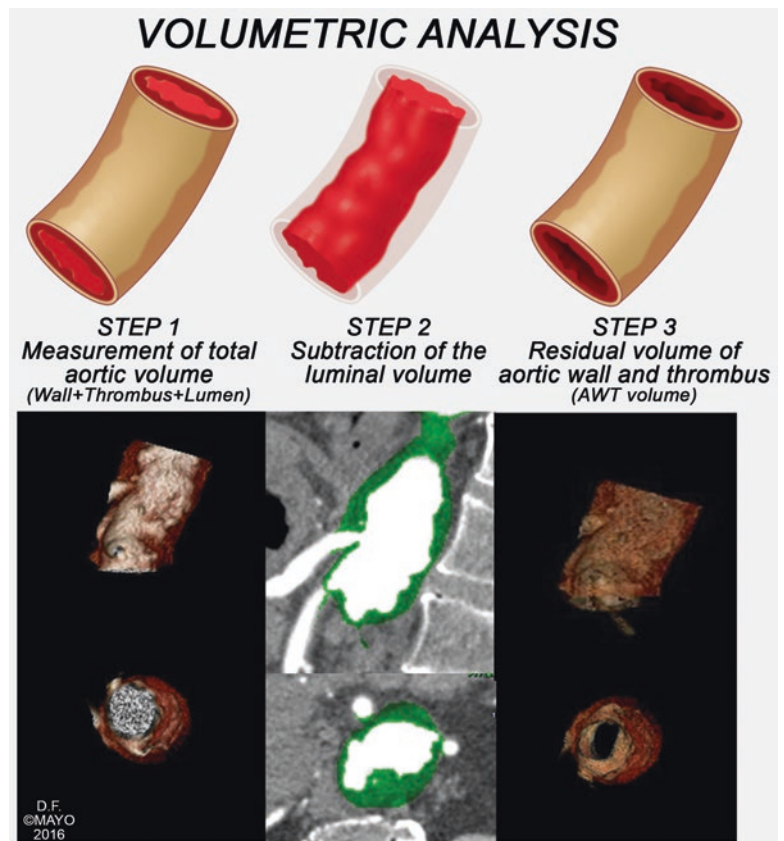 VOLUMETRIC ANALYSIS
STEP 1
Measurement of total
aortic volume
(Wall+Thrombus+Lumen)
STEP 2
Subtraction of the
luminal volume
STEP 3
Residual volume of
aortic wall and thrombus
(AWT volume)
D.F.
©MAYO
2016